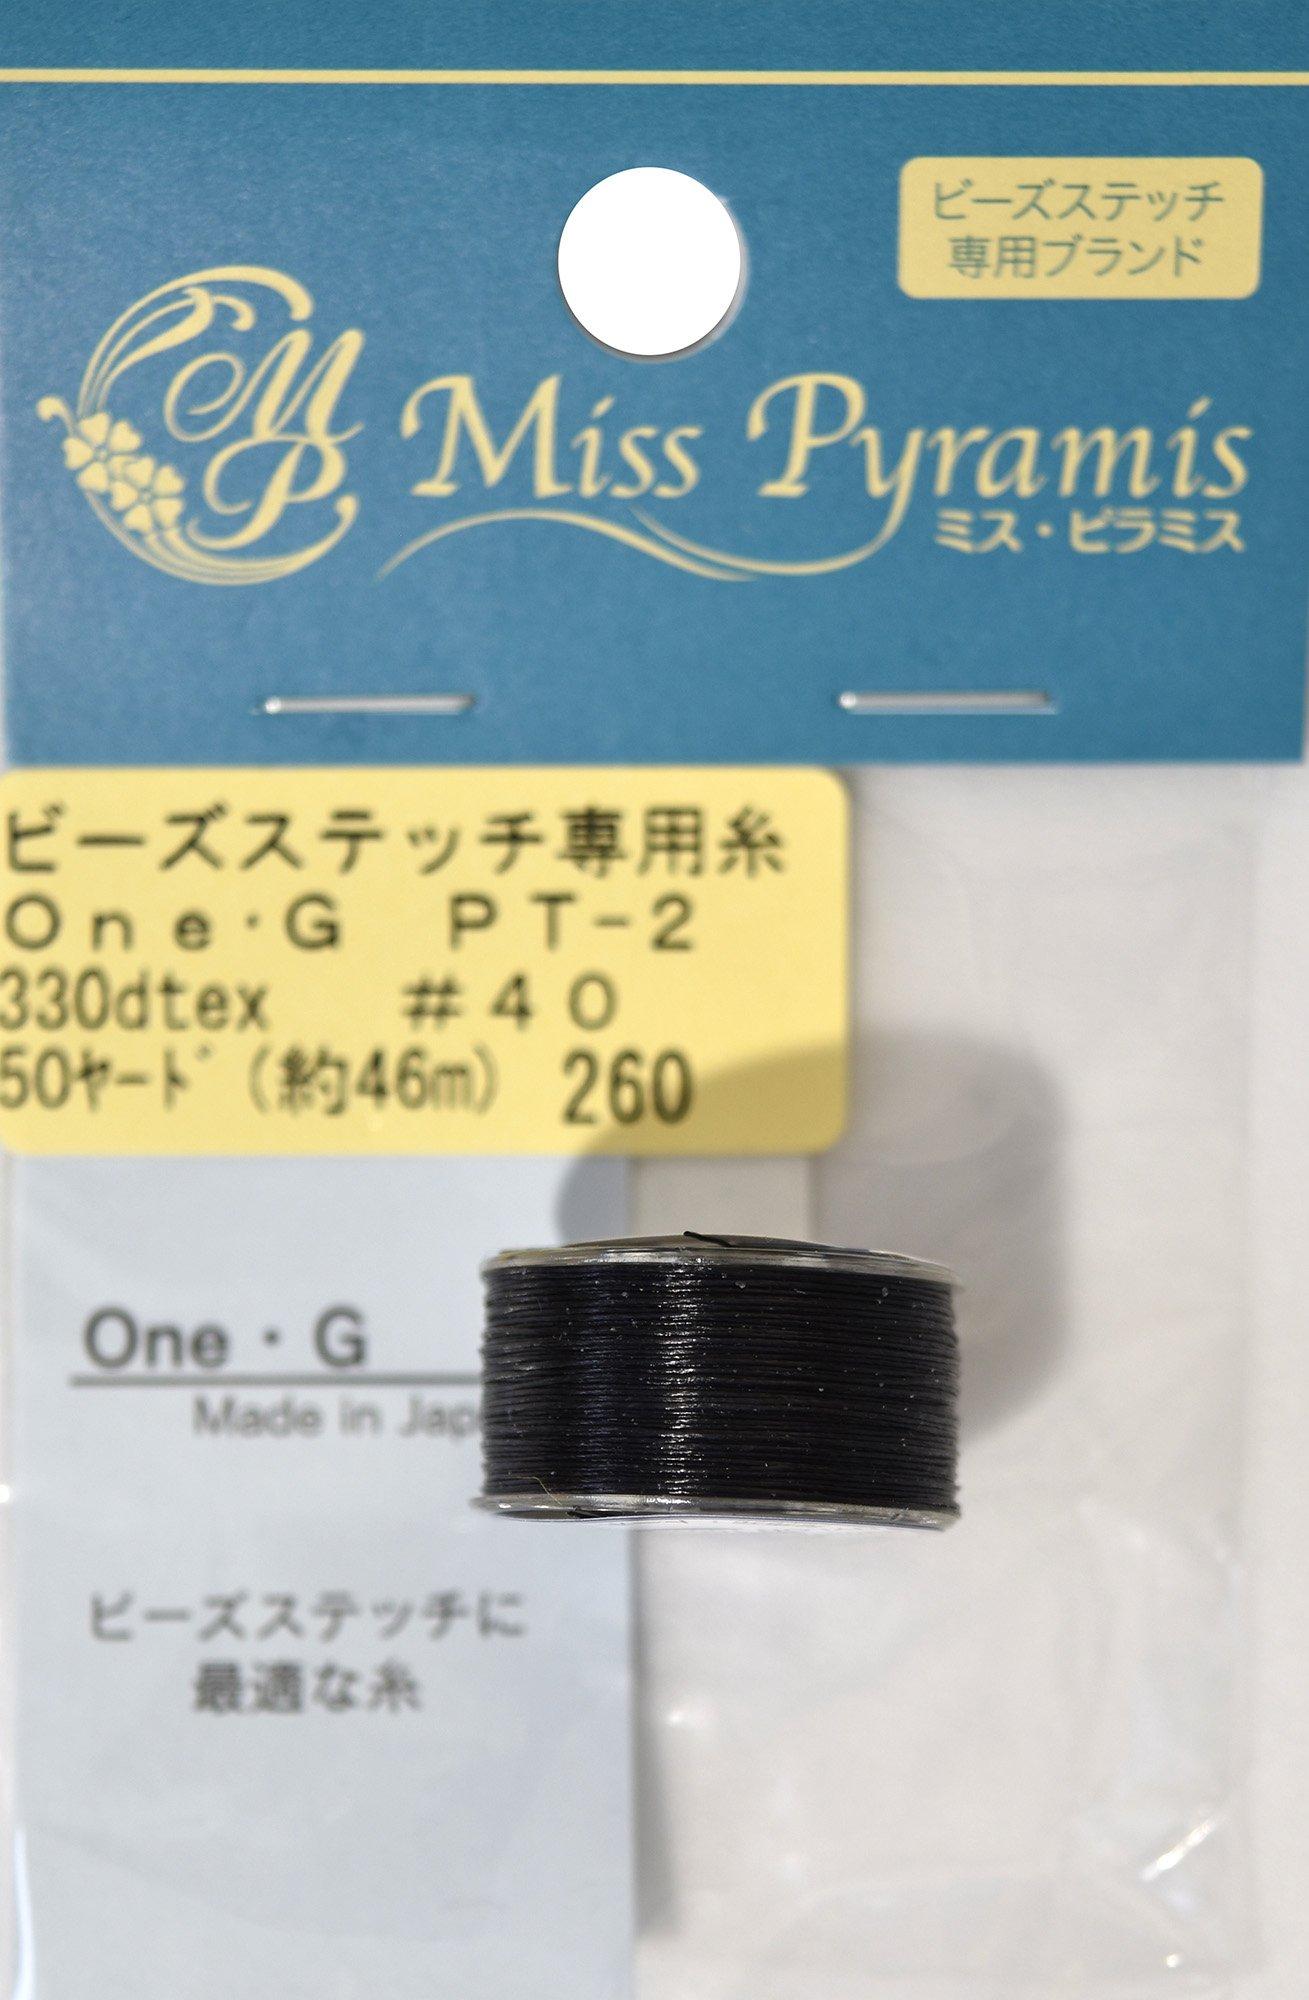 ビーズステッチ
専用ブランド
MP
Miss Pyramis
ミス・ピラミス
ビーズステッチ専用糸
One・G PT-2
330dtex #40
50ﾔｰﾄﾞ(約46m) 260
One・G
Made in
ビーズステッチに
最適な糸